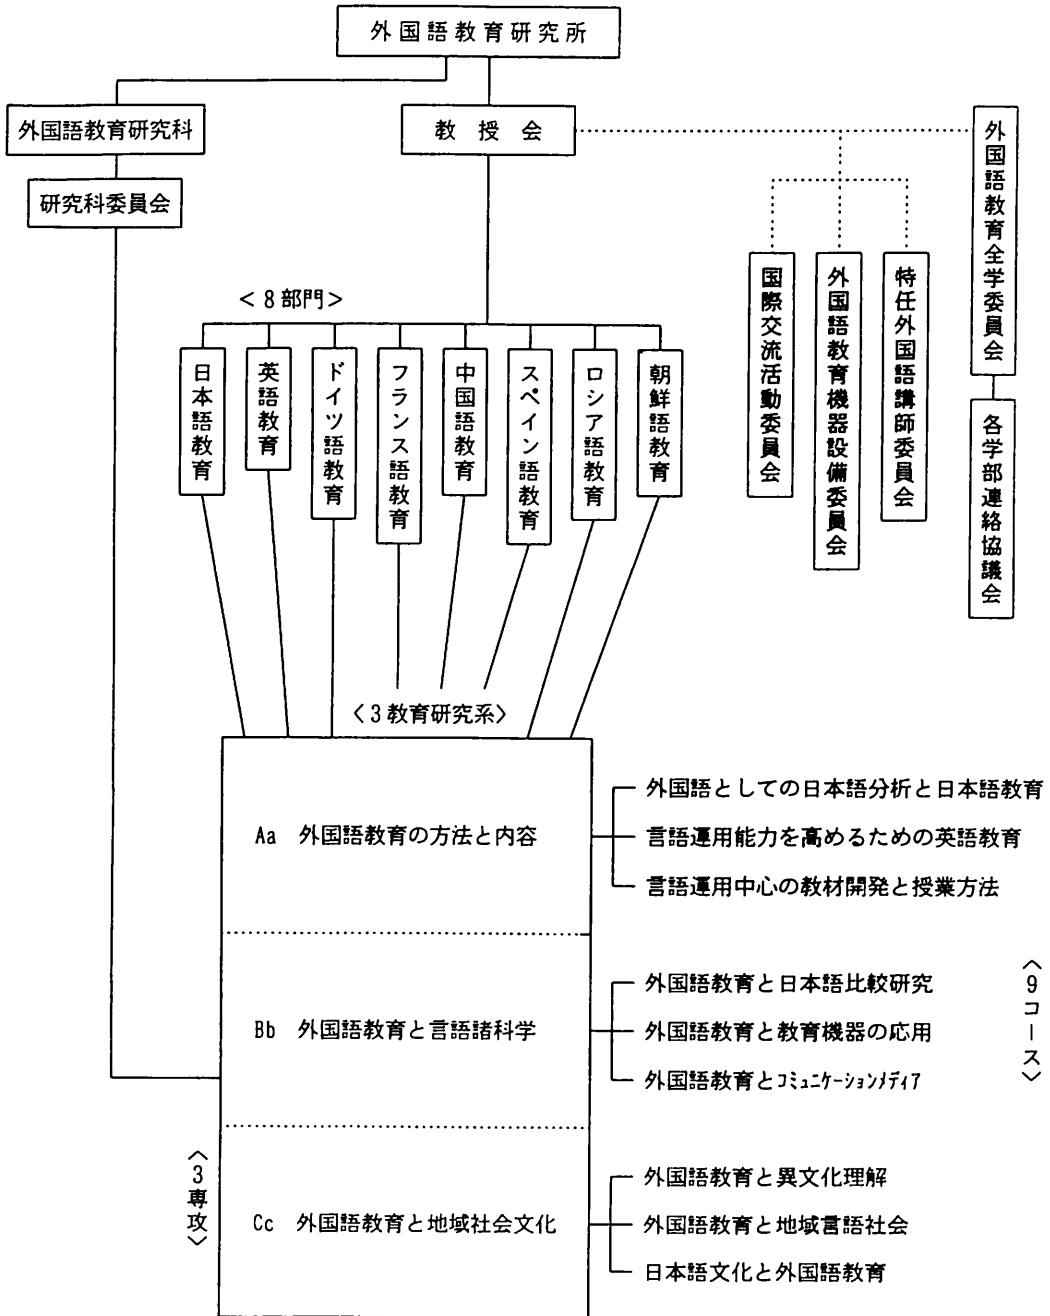 外国語教育研究所
外国語教育研究科
教授会
外国語教育全学委員会
研究科委員会
国際交流活動委員会
外国語教育機器設備委員会
特任外国語講師委員会
各学部連絡協議会
<8部門>
日本語教育
英語教育
ドイツ語教育
フランス語教育
中国語教育
スペイン語教育
ロシア語教育
朝鮮語教育
〈3教育研究系〉
Aa 外国語教育の方法と内容
外国語としての日本語分析と日本語教育
言語運用能力を高めるための英語教育
言語運用中心の教材開発と授業方法
Bb 外国語教育と言語諸科学
外国語教育と日本語比較研究
外国語教育と教育機器の応用
外国語教育とコミュニケーションメディア
〈9コース〉
〈3専攻〉
Cc 外国語教育と地域社会文化
外国語教育と異文化理解
外国語教育と地域言語社会
日本語文化と外国語教育